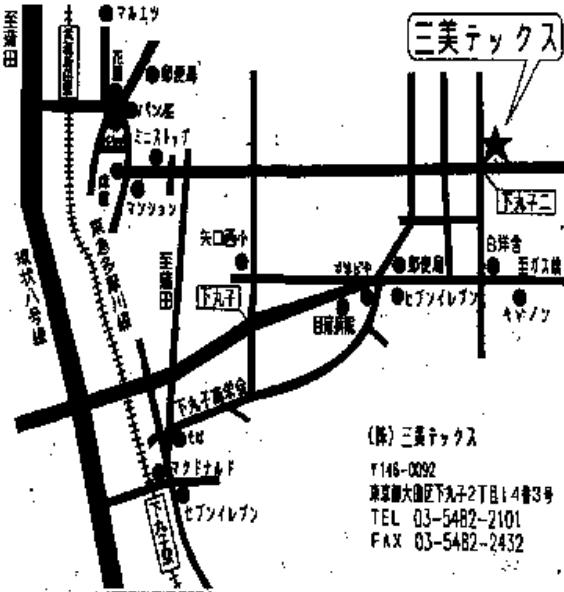 マルエツ
至蒲田
三美テックス
郵便局
パン屋
ミニストップ
マンション
下丸子二
東急多摩川線
矢口西小
至蒲田
郵便局
白洋舎
環状八号線
下丸子
セブンイレブン
キヤノン
下丸子商栄会
そば
マクドナルド
セブンイレブン
下丸子駅
(株) 三美テックス
〒146-0092
東京都大田区下丸子2丁目14番3号
TEL 03-5482-2101
FAX 03-5482-2432